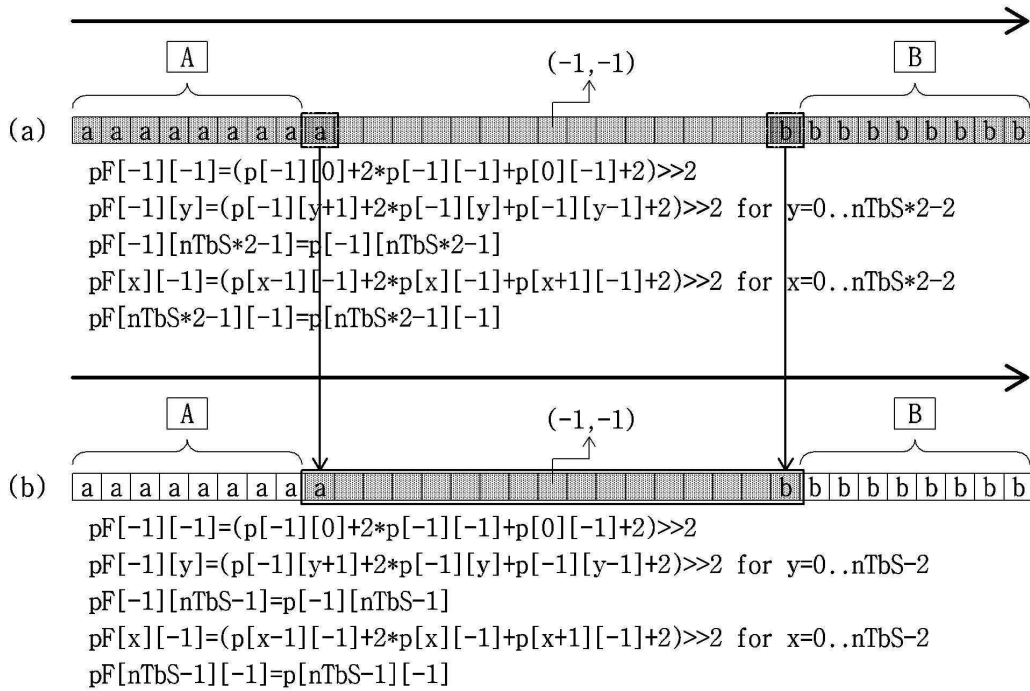 A (-1,-1) B
(a) a a a a a a a a a b b b b b b b b b
pF[-1][-1]=(p[-1][0]+2*p[-1][-1]+p[0][-1]+2)>>2
pF[-1][y]=(p[-1][y+1]+2*p[-1][y]+p[-1][y-1]+2)>>2 for y=0..nTbS*2-2
pF[-1][nTbS*2-1]=p[-1][nTbS*2-1]
pF[x][-1]=(p[x-1][-1]+2*p[x][-1]+p[x+1][-1]+2)>>2 for x=0..nTbS*2-2
pF[nTbS*2-1][-1]=p[nTbS*2-1][-1]
A (-1,-1) B
(b) a a a a a a a a a b b b b b b b b b
pF[-1][-1]=(p[-1][0]+2*p[-1][-1]+p[0][-1]+2)>>2
pF[-1][y]=(p[-1][y+1]+2*p[-1][y]+p[-1][y-1]+2)>>2 for y=0..nTbS-2
pF[-1][nTbS-1]=p[-1][nTbS-1]
pF[x][-1]=(p[x-1][-1]+2*p[x][-1]+p[x+1][-1]+2)>>2 for x=0..nTbS-2
pF[nTbS-1][-1]=p[nTbS-1][-1]